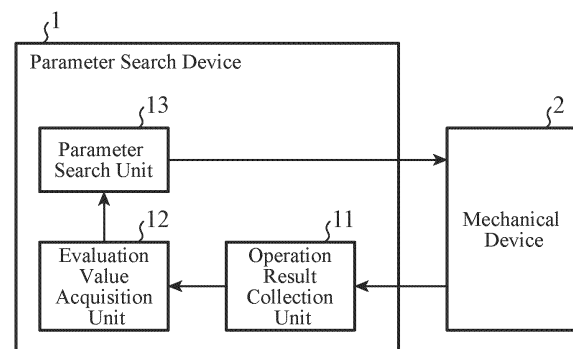 1
Parameter Search Device
13
Parameter
Search Unit
2
Mechanical
Device
12
Evaluation
Value
Acquisition
Unit
11
Operation
Result
Collection
Unit